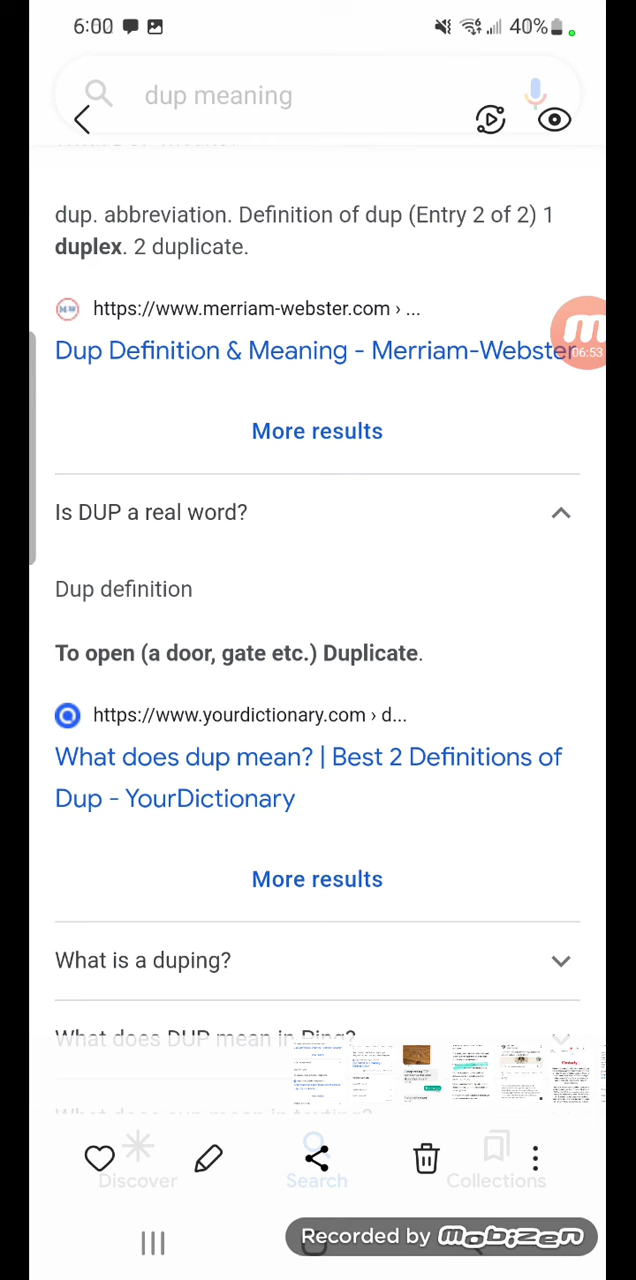 6:00
40%
dup meaning
dup. abbreviation. Definition of dup (Entry 2 of 2) 1
duplex. 2 duplicate.
https://www.merriam-webster.com › ...
Dup Definition & Meaning - Merriam-Webster
06:53
More results
Is DUP a real word?
Dup definition
To open (a door, gate etc.) Duplicate.
https://www.yourdictionary.com › d...
What does dup mean? | Best 2 Definitions of
Dup - YourDictionary
More results
What is a duping?
What does DUP mean in Ping?
Discover
Search
Collections
Recorded by mobizen